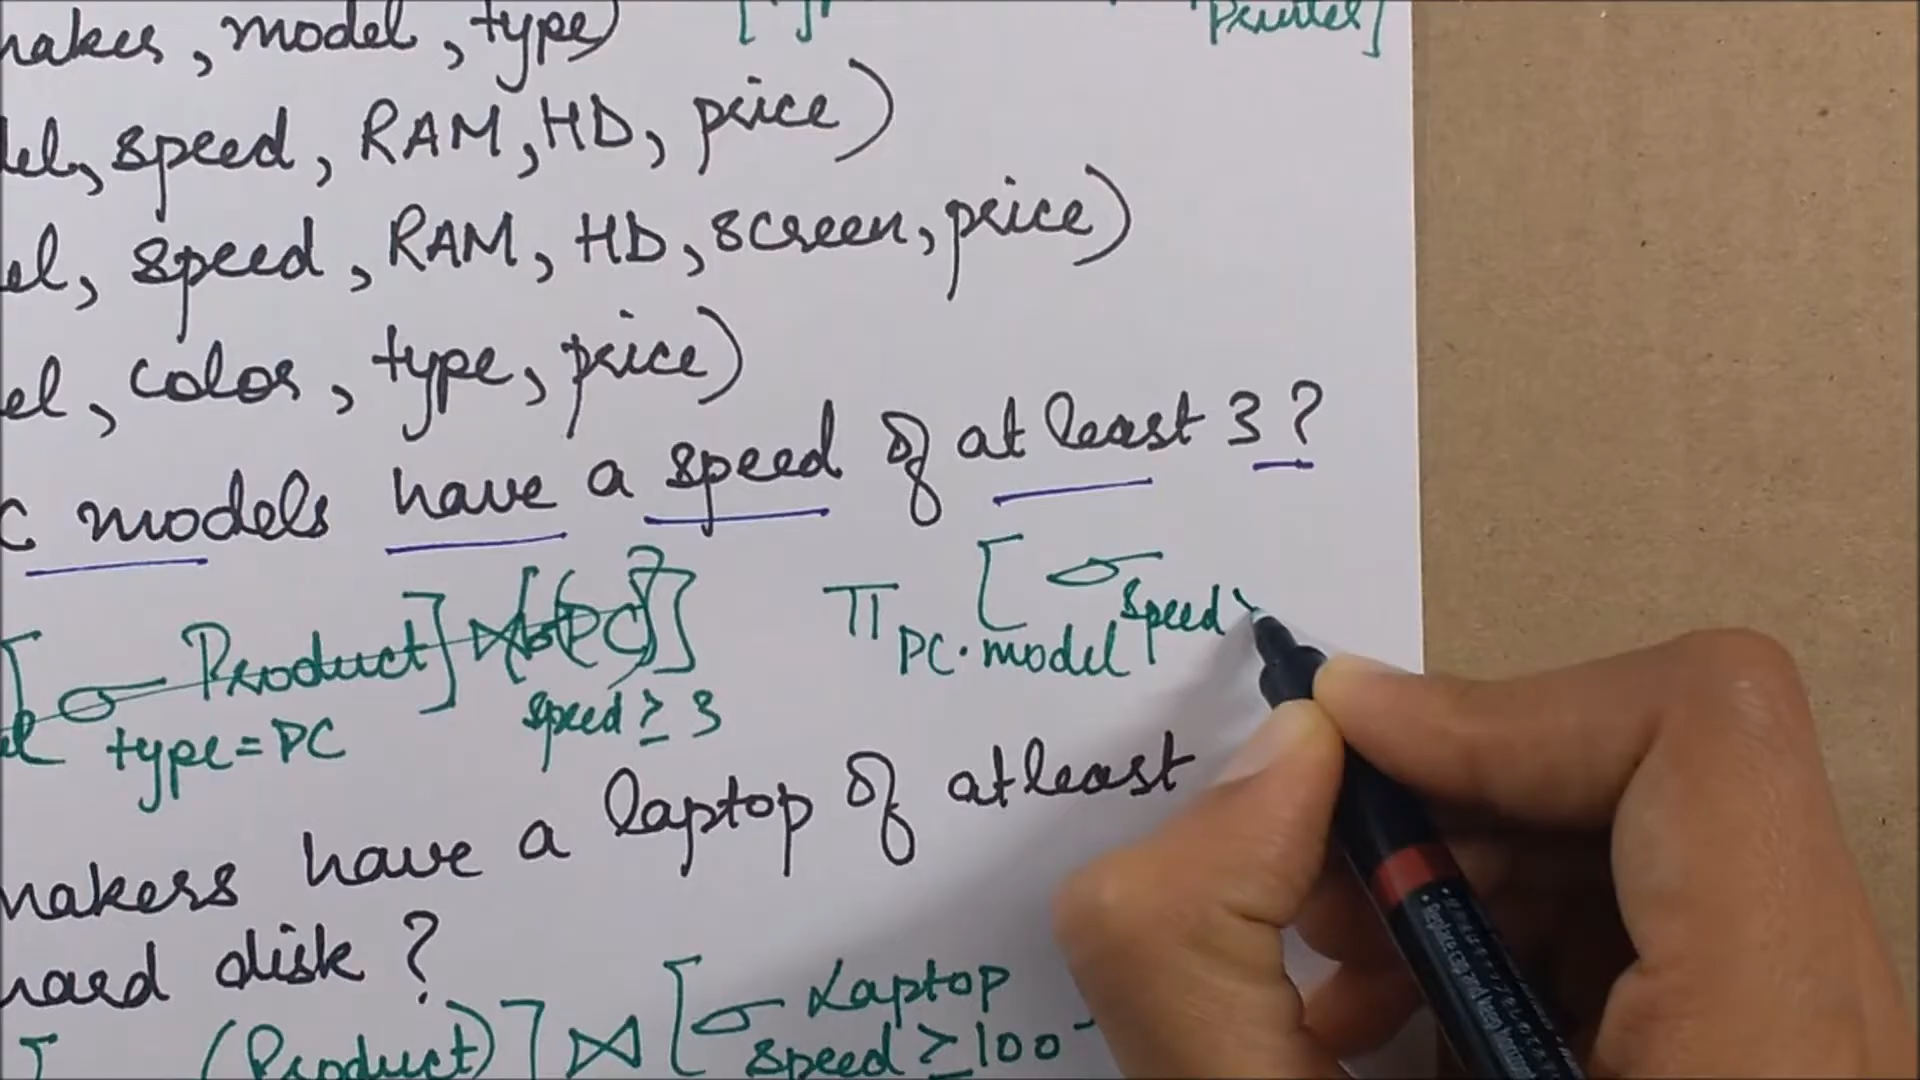 makes, model, type)
[ ]
Printer]
del, speed, RAM, HD, price)
el, speed, RAM, HD, screen, price)
el, color, type, price)
C models have a speed of at least 3 ?
[σ Product] ⋈ [σ(PC)]
type=PC
speed ≥ 3
π PC.model [ σ speed >
makers have a laptop of atleast
hard disk ?
(Product)] ⋈ [σ Laptop
speed ≥ 100